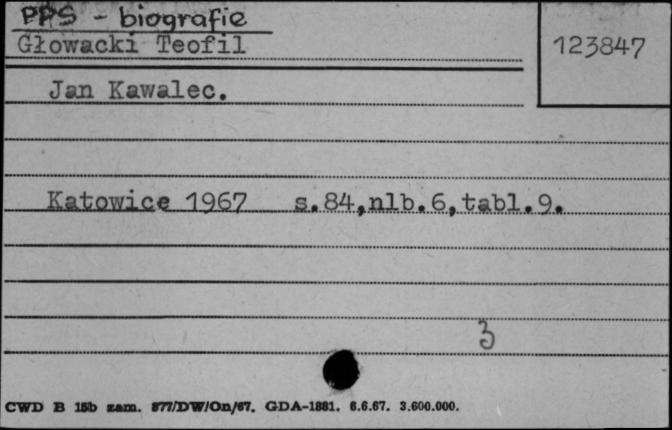 PPS - biografie
Głowacki Teofil
123847
Jan Kawalec.
Katowice 1967 s.84,nlb.6,tabl.9.
3
CWD B 15b zam. 877/DW/On/67. GDA-1881. 6.6.67. 3.600.000.